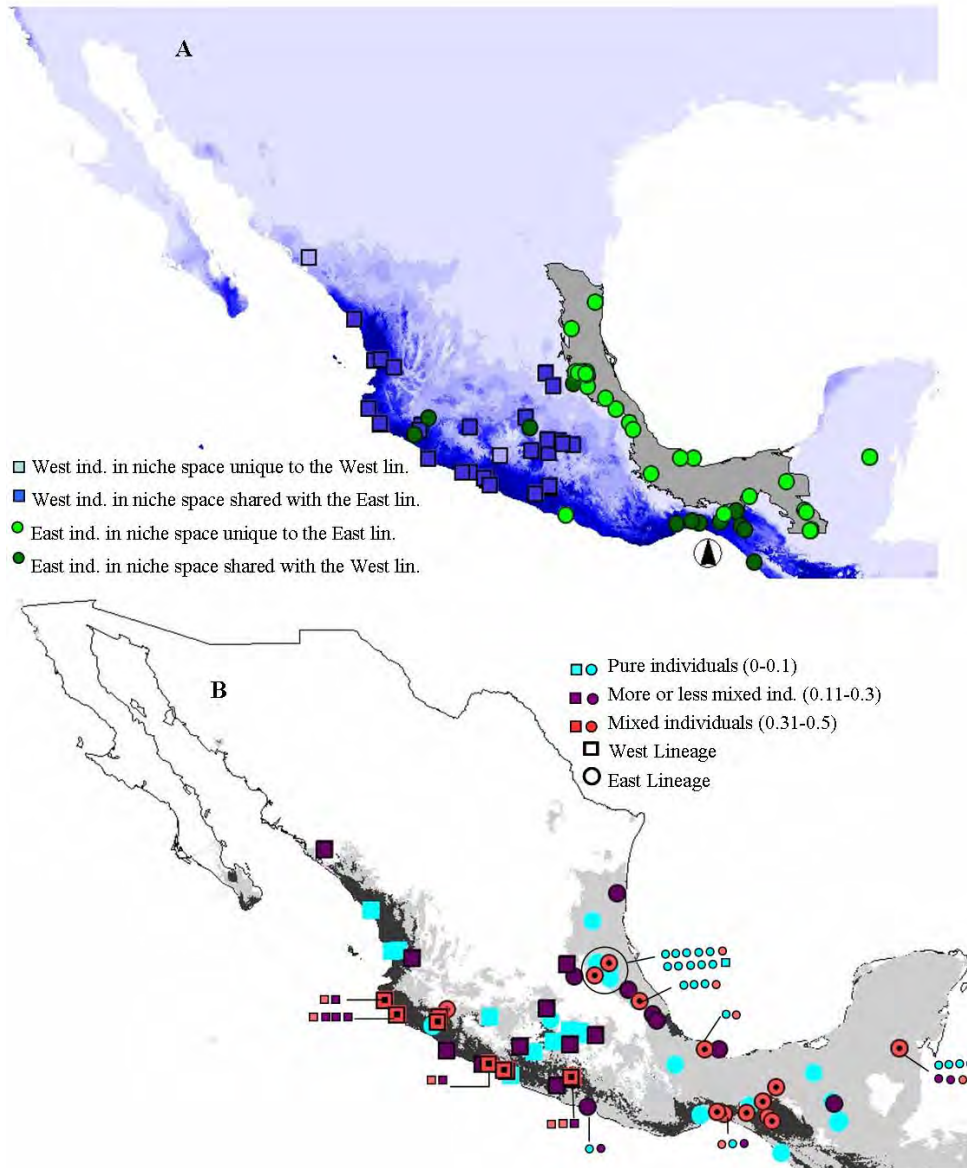 A
West ind. in niche space unique to the West lin.
West ind. in niche space shared with the East lin.
East ind. in niche space unique to the East lin.
East ind. in niche space shared with the West lin.
B
Pure individuals (0-0.1)
More or less mixed ind. (0.11-0.3)
Mixed individuals (0.31-0.5)
West Lineage
East Lineage